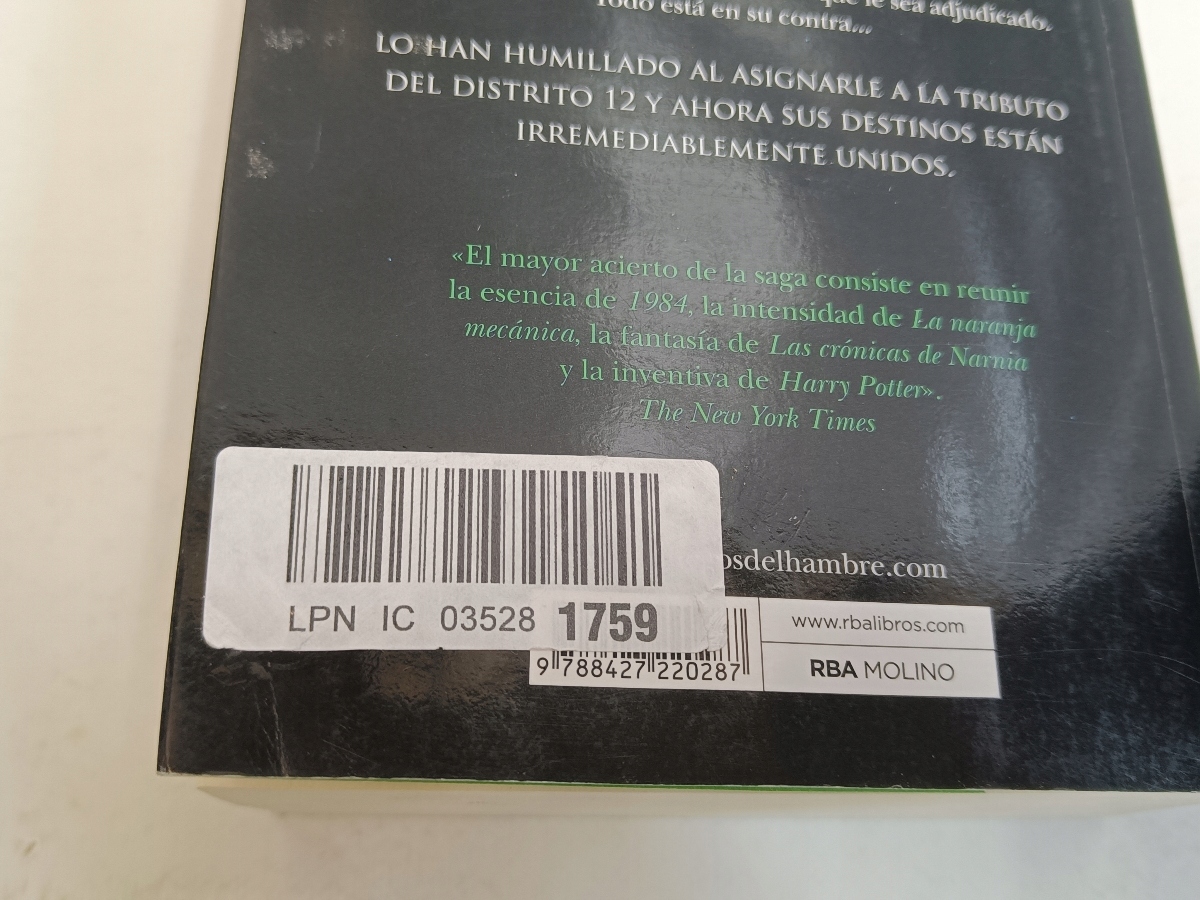 que le sea adjudicado.
Todo está en su contra...
LO HAN HUMILLADO AL ASIGNARLE A LA TRIBUTO
DEL DISTRITO 12 Y AHORA SUS DESTINOS ESTÁN
IRREMEDIABLEMENTE UNIDOS.
«El mayor acierto de la saga consiste en reunir
la esencia de 1984, la intensidad de La naranja
mecánica, la fantasía de Las crónicas de Narnia
y la inventiva de Harry Potter».
The New York Times
osdelhambre.com
LPN IC 03528 1759
www.rbalibros.com
9 788427 220287
RBA MOLINO